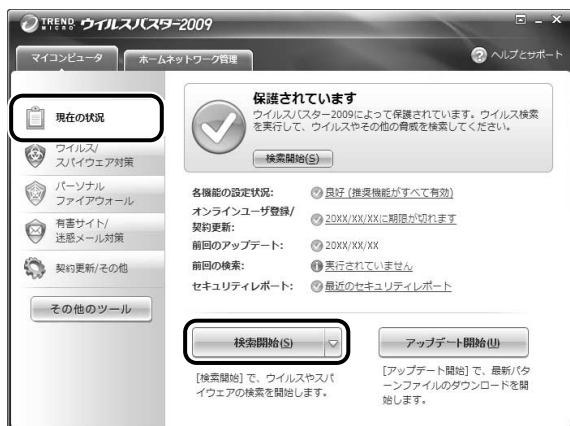 TREND MICRO ウイルスバスター2009
マイコンピュータ
ホームネットワーク管理
ヘルプとサポート
現在の状況
ウイルス/
スパイウェア対策
パーソナル
ファイアウォール
有害サイト/
迷惑メール対策
契約更新/その他
その他のツール
保護されています
ウイルスバスター2009によって保護されています。ウイルス検索
を実行して、ウイルスやその他の脅威を検索してください。
検索開始(S)
各機能の設定状況: 良好 (推奨機能がすべて有効)
オンラインユーザ登録/
契約更新: 20XX/XX/XXに期限が切れます
前回のアップデート: 20XX/XX/XX
前回の検索: 実行されていません
セキュリティレポート: 最近のセキュリティレポート
検索開始(S)
[検索開始] で、ウイルスやスパ
イウェアの検索を開始します。
アップデート開始(U)
[アップデート開始] で、最新パタ
ーンファイルのダウンロードを開
始します。